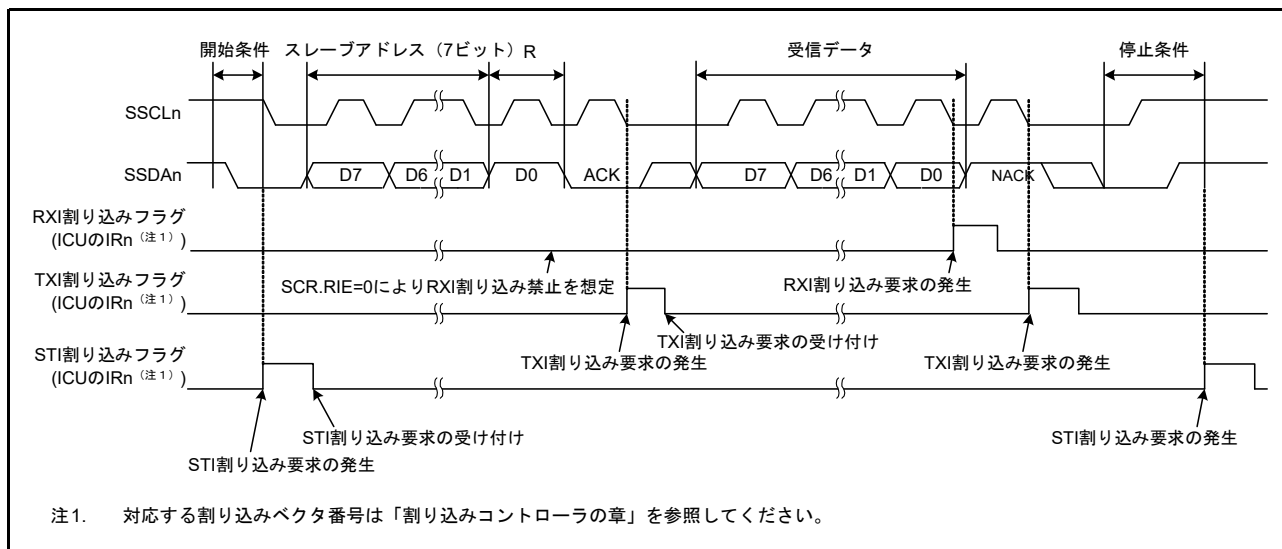 開始条件 スレーブアドレス（7ビット） R 受信データ 停止条件
SSCLn
SSDAn D7 D6 D1 D0 ACK D7 D6 D1 D0 NACK
RXI割り込みフラグ
(ICUのIRn（注1）)
SCR.RIE=0によりRXI割り込み禁止を想定
RXI割り込み要求の発生
TXI割り込みフラグ
(ICUのIRn（注1）)
TXI割り込み要求の受け付け
TXI割り込み要求の発生
TXI割り込み要求の発生
STI割り込みフラグ
(ICUのIRn（注1）)
STI割り込み要求の受け付け
STI割り込み要求の発生
STI割り込み要求の発生
注1. 対応する割り込みベクタ番号は「割り込みコントローラの章」を参照してください。